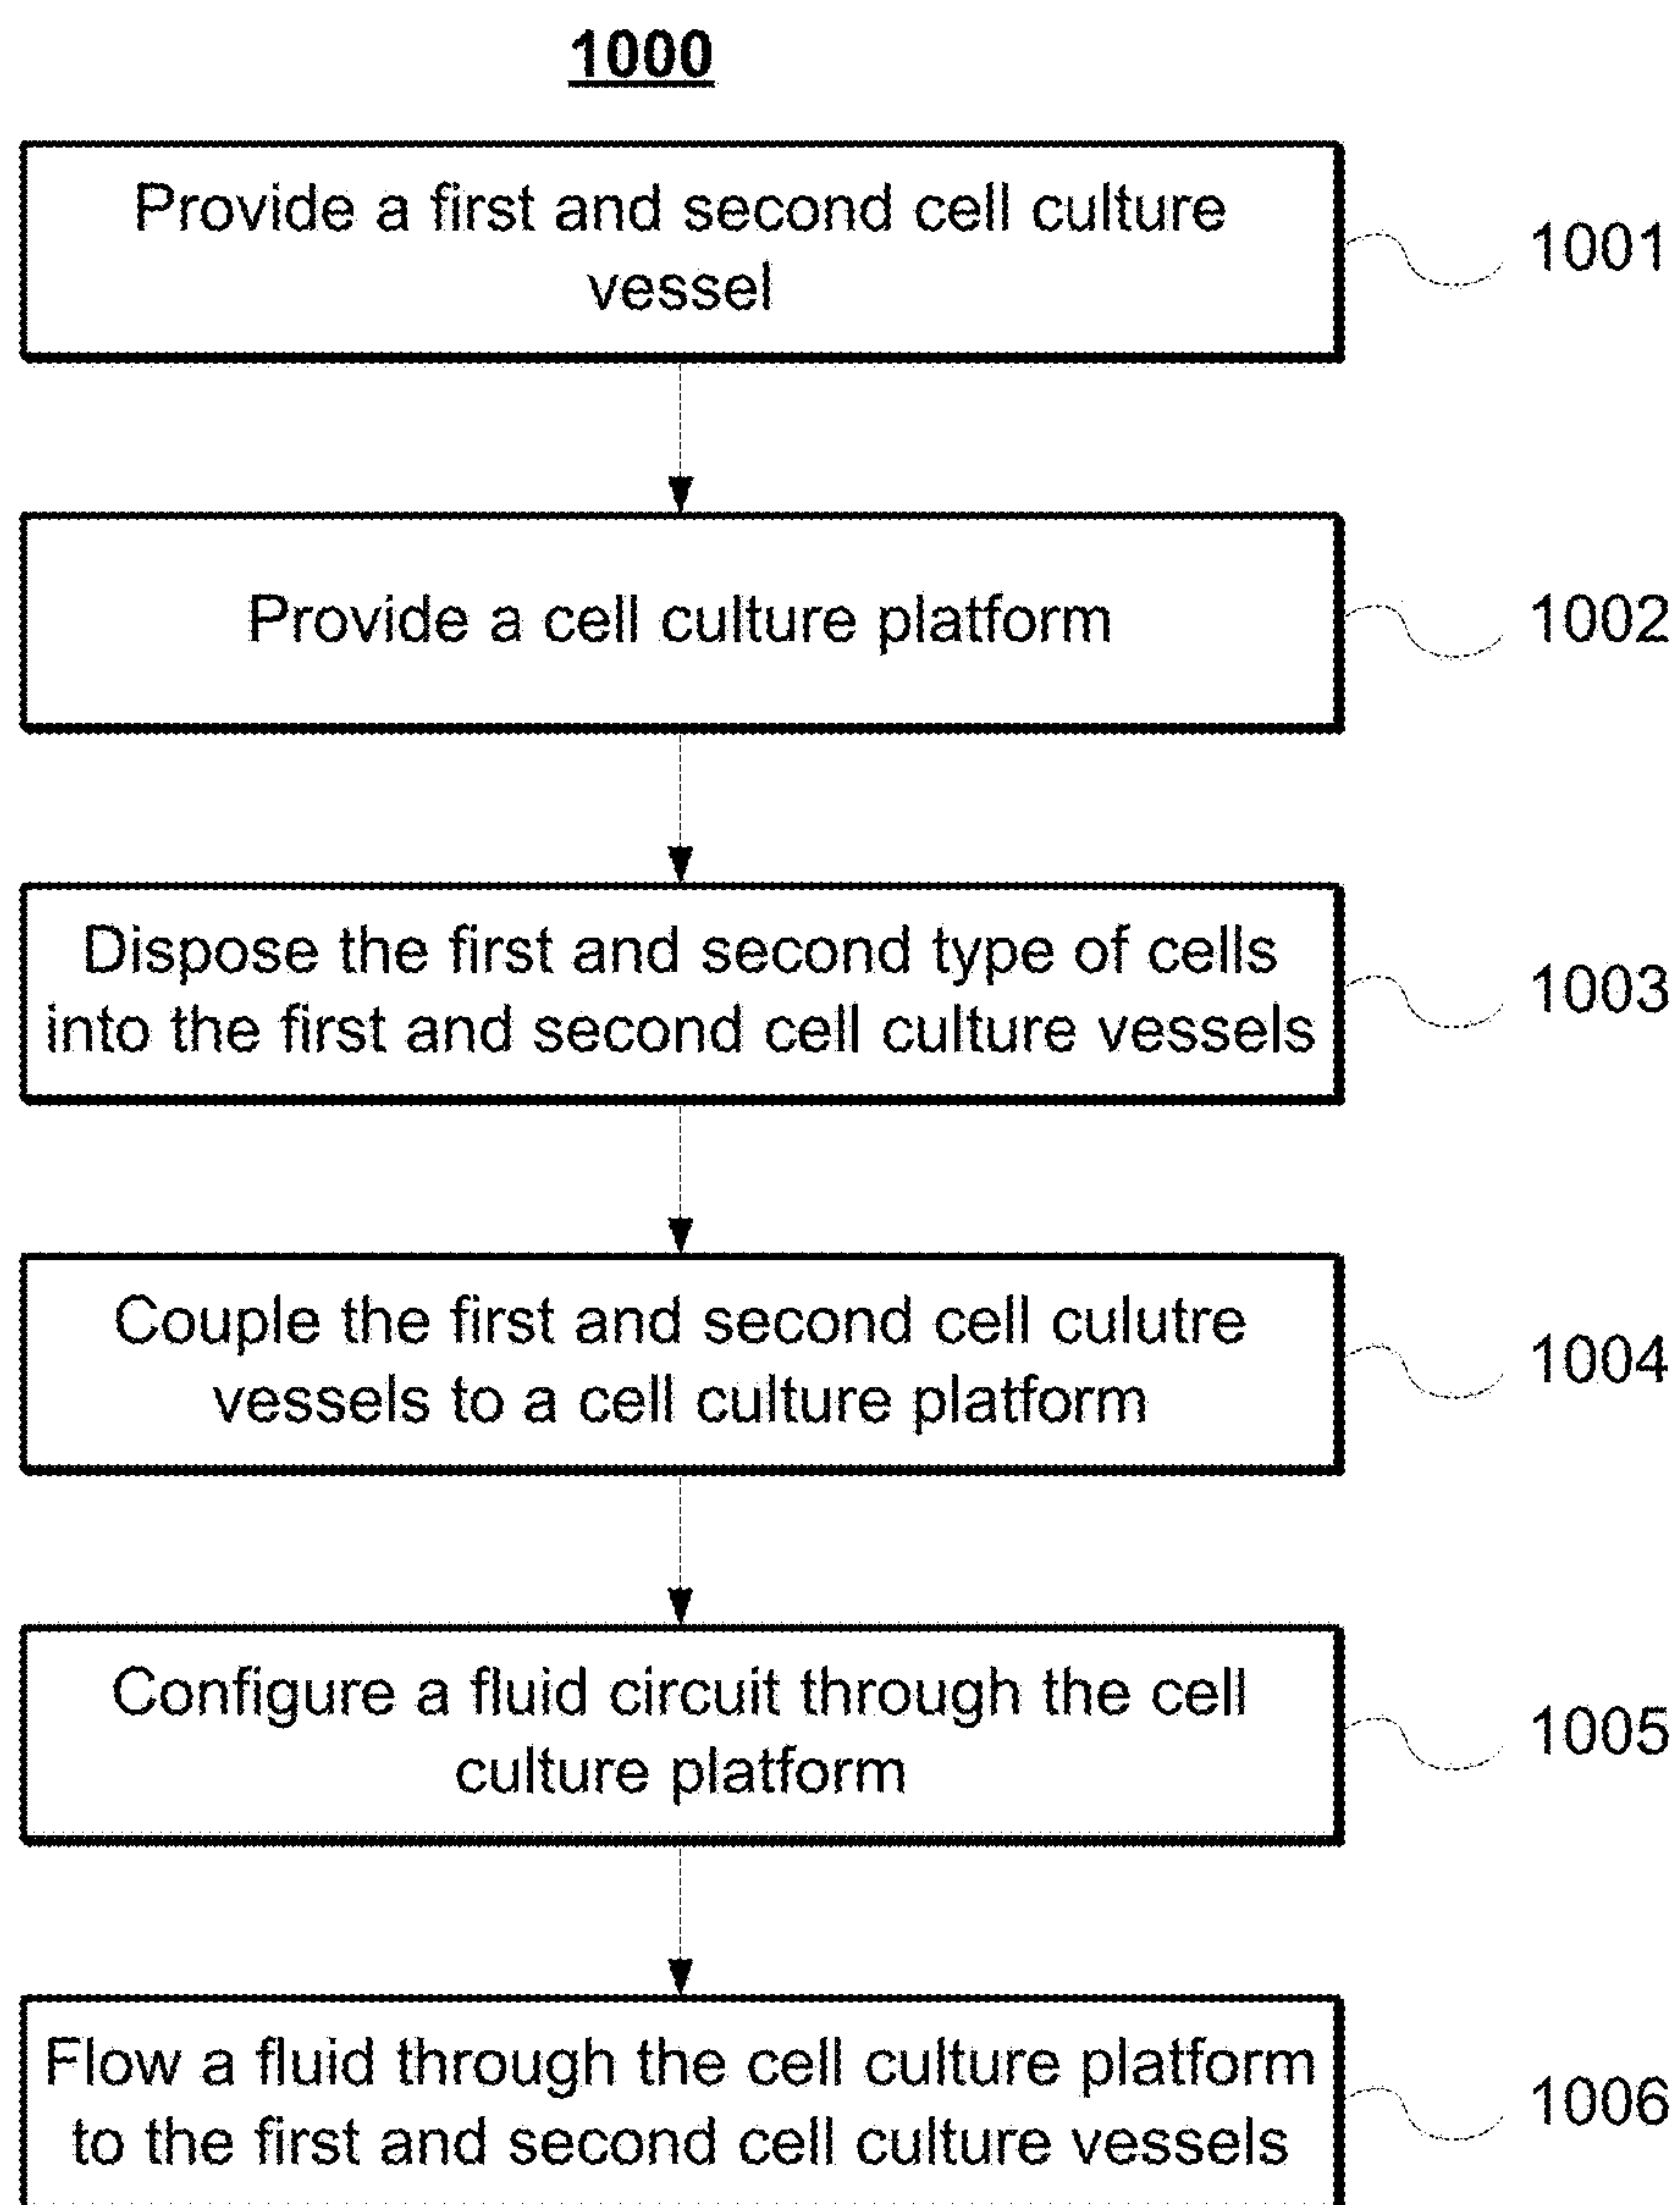 1000
Provide a first and second cell culture
vessel
1001
Provide a cell culture platform
1002
Dispose the first and second type of cells
into the first and second cell culture vessels
1003
Couple the first and second cell culutre
vessels to a cell culture platform
1004
Configure a fluid circuit through the cell
culture platform
1005
Flow a fluid through the cell culture platform
to the first and second cell culture vessels
1006